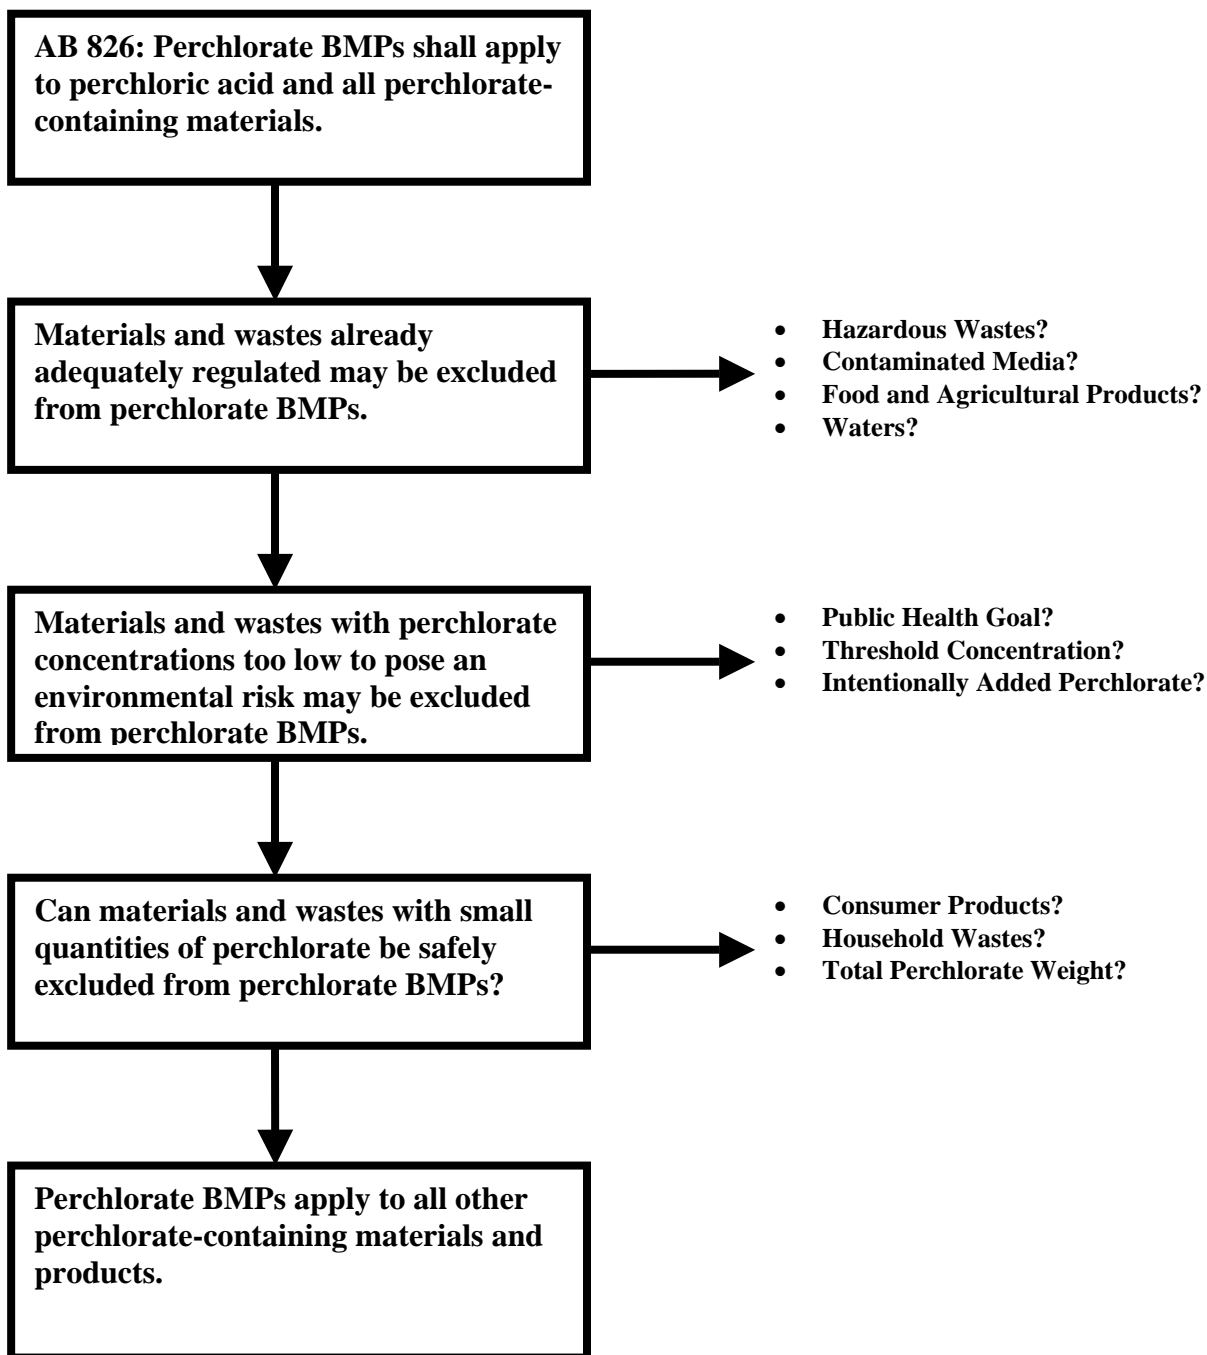 AB 826: Perchlorate BMPs shall apply
to perchloric acid and all perchlorate-
containing materials.
Materials and wastes already
adequately regulated may be excluded
from perchlorate BMPs.
• Hazardous Wastes?
• Contaminated Media?
• Food and Agricultural Products?
• Waters?
Materials and wastes with perchlorate
concentrations too low to pose an
environmental risk may be excluded
from perchlorate BMPs.
• Public Health Goal?
• Threshold Concentration?
• Intentionally Added Perchlorate?
Can materials and wastes with small
quantities of perchlorate be safely
excluded from perchlorate BMPs?
• Consumer Products?
• Household Wastes?
• Total Perchlorate Weight?
Perchlorate BMPs apply to all other
perchlorate-containing materials and
products.